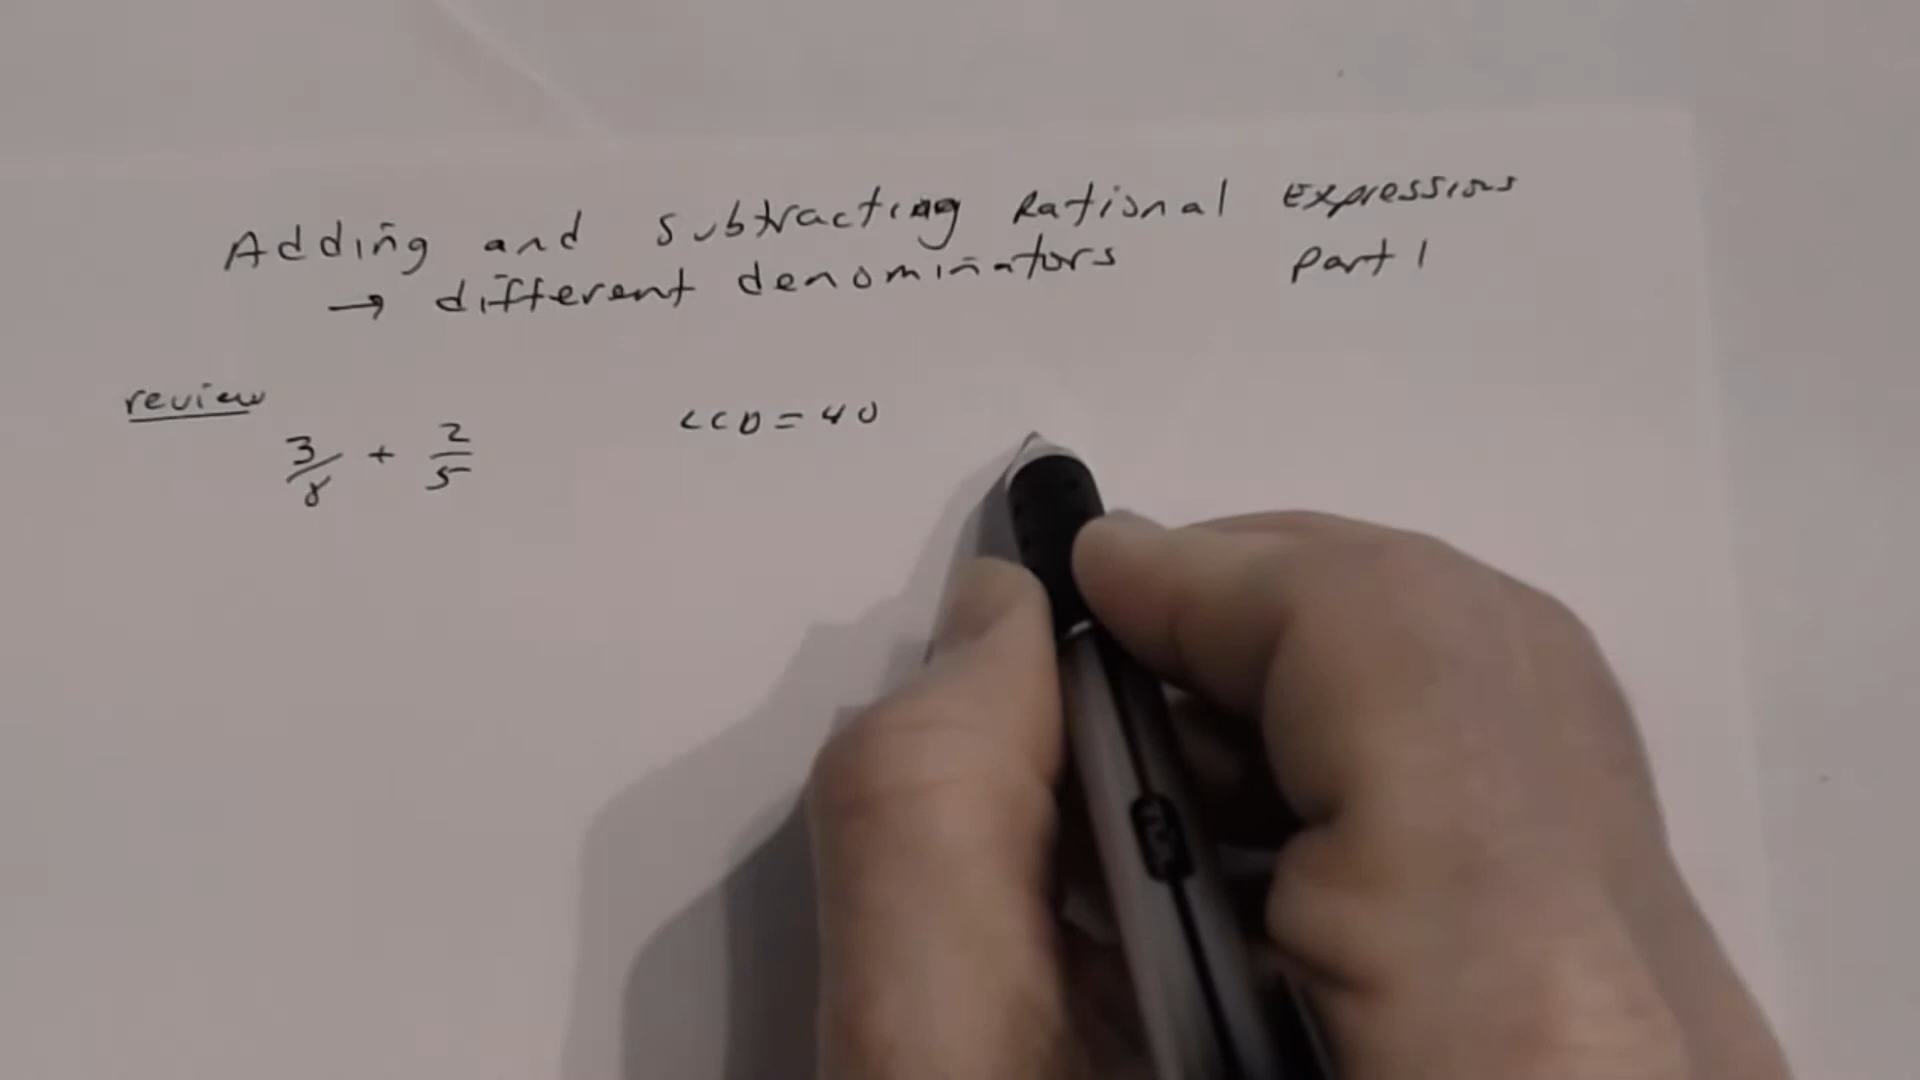 Adding and Subtracting Rational Expressions
→ different denominators Part 1
review
3/8 + 2/5 LCD = 40